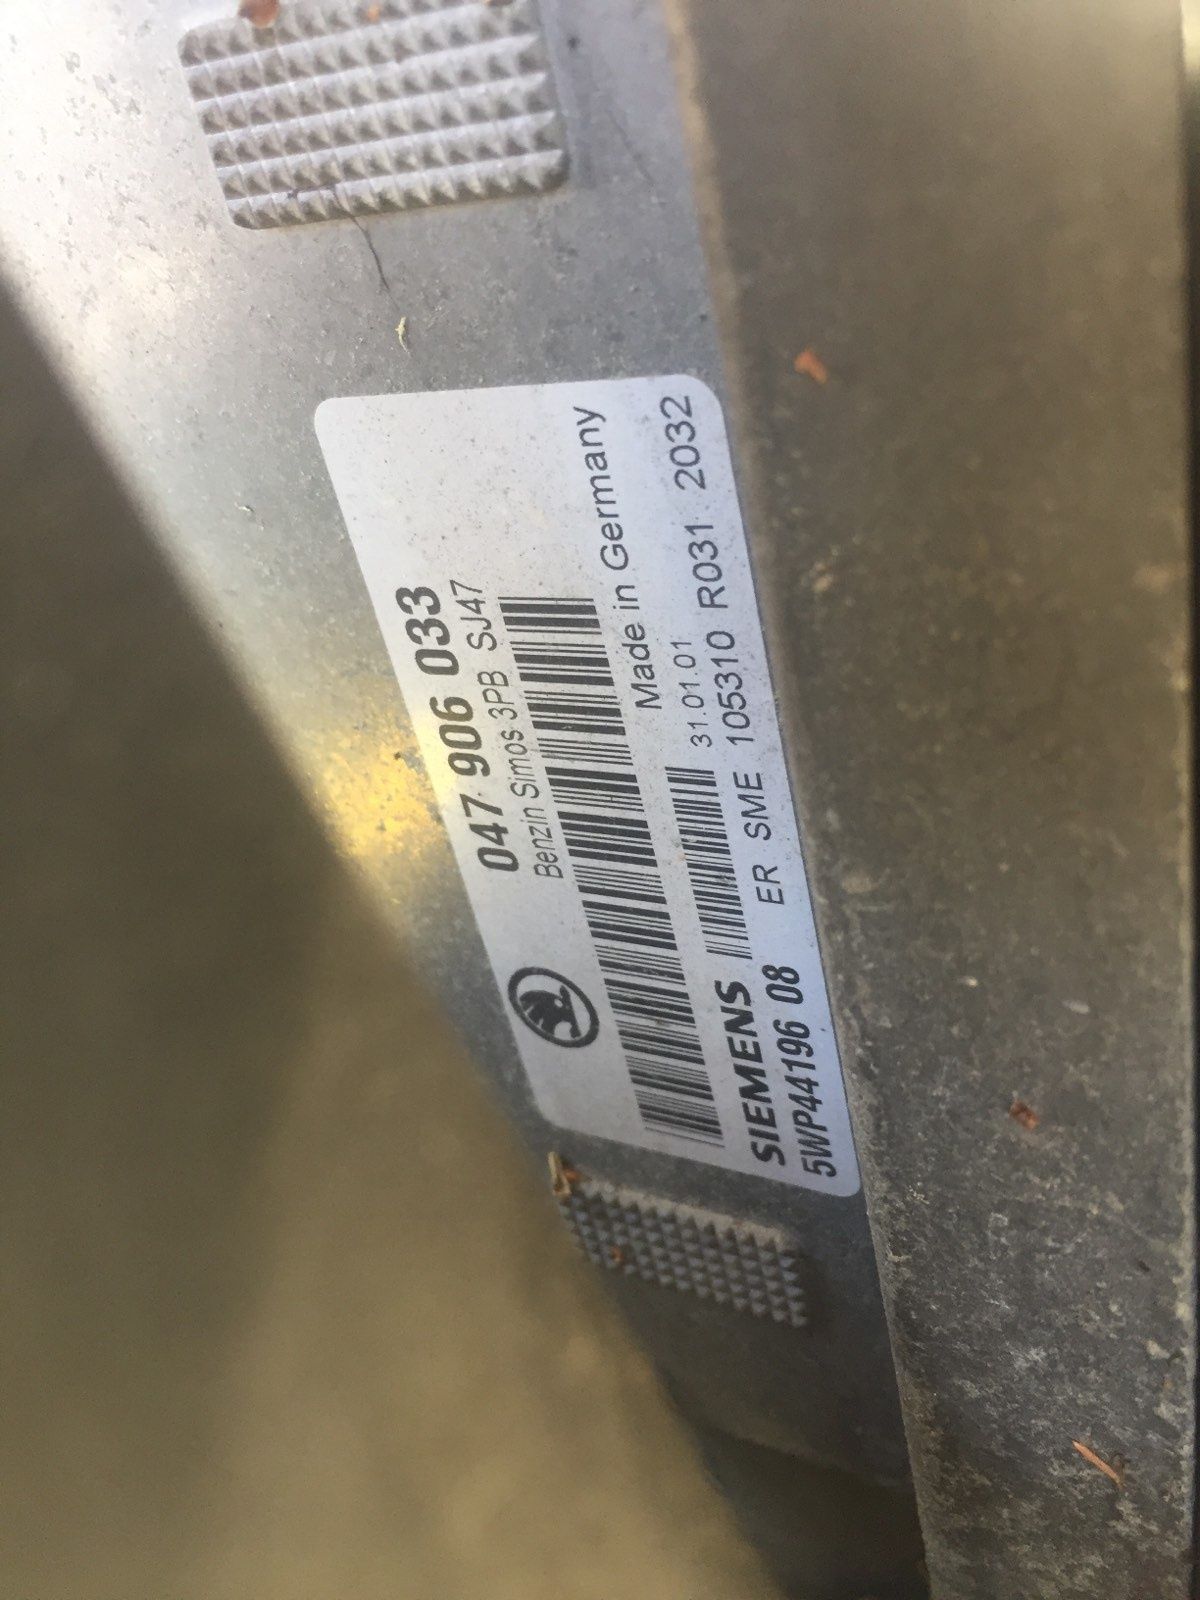 047 906 033
Benzin Simos 3PB SJ47
Made in Germany
31.01.01
SIEMENS
5WP44196 08
ER SME 105310 R031 2032